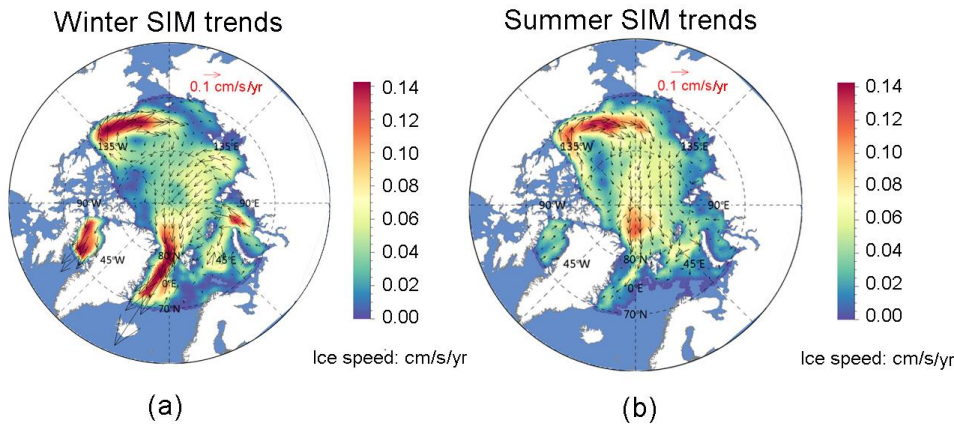 Winter SIM trends
Summer SIM trends
0.1 cm/s/yr
135°W
135°E
90°W
90°E
80°N
45°W
45°E
0°E
70°N
0.14
0.12
0.10
0.08
0.06
0.04
0.02
0.00
Ice speed: cm/s/yr
(a)
0.1 cm/s/yr
135°W
135°E
90°W
90°E
80°N
45°W
45°E
0°E
70°N
0.14
0.12
0.10
0.08
0.06
0.04
0.02
0.00
Ice speed: cm/s/yr
(b)